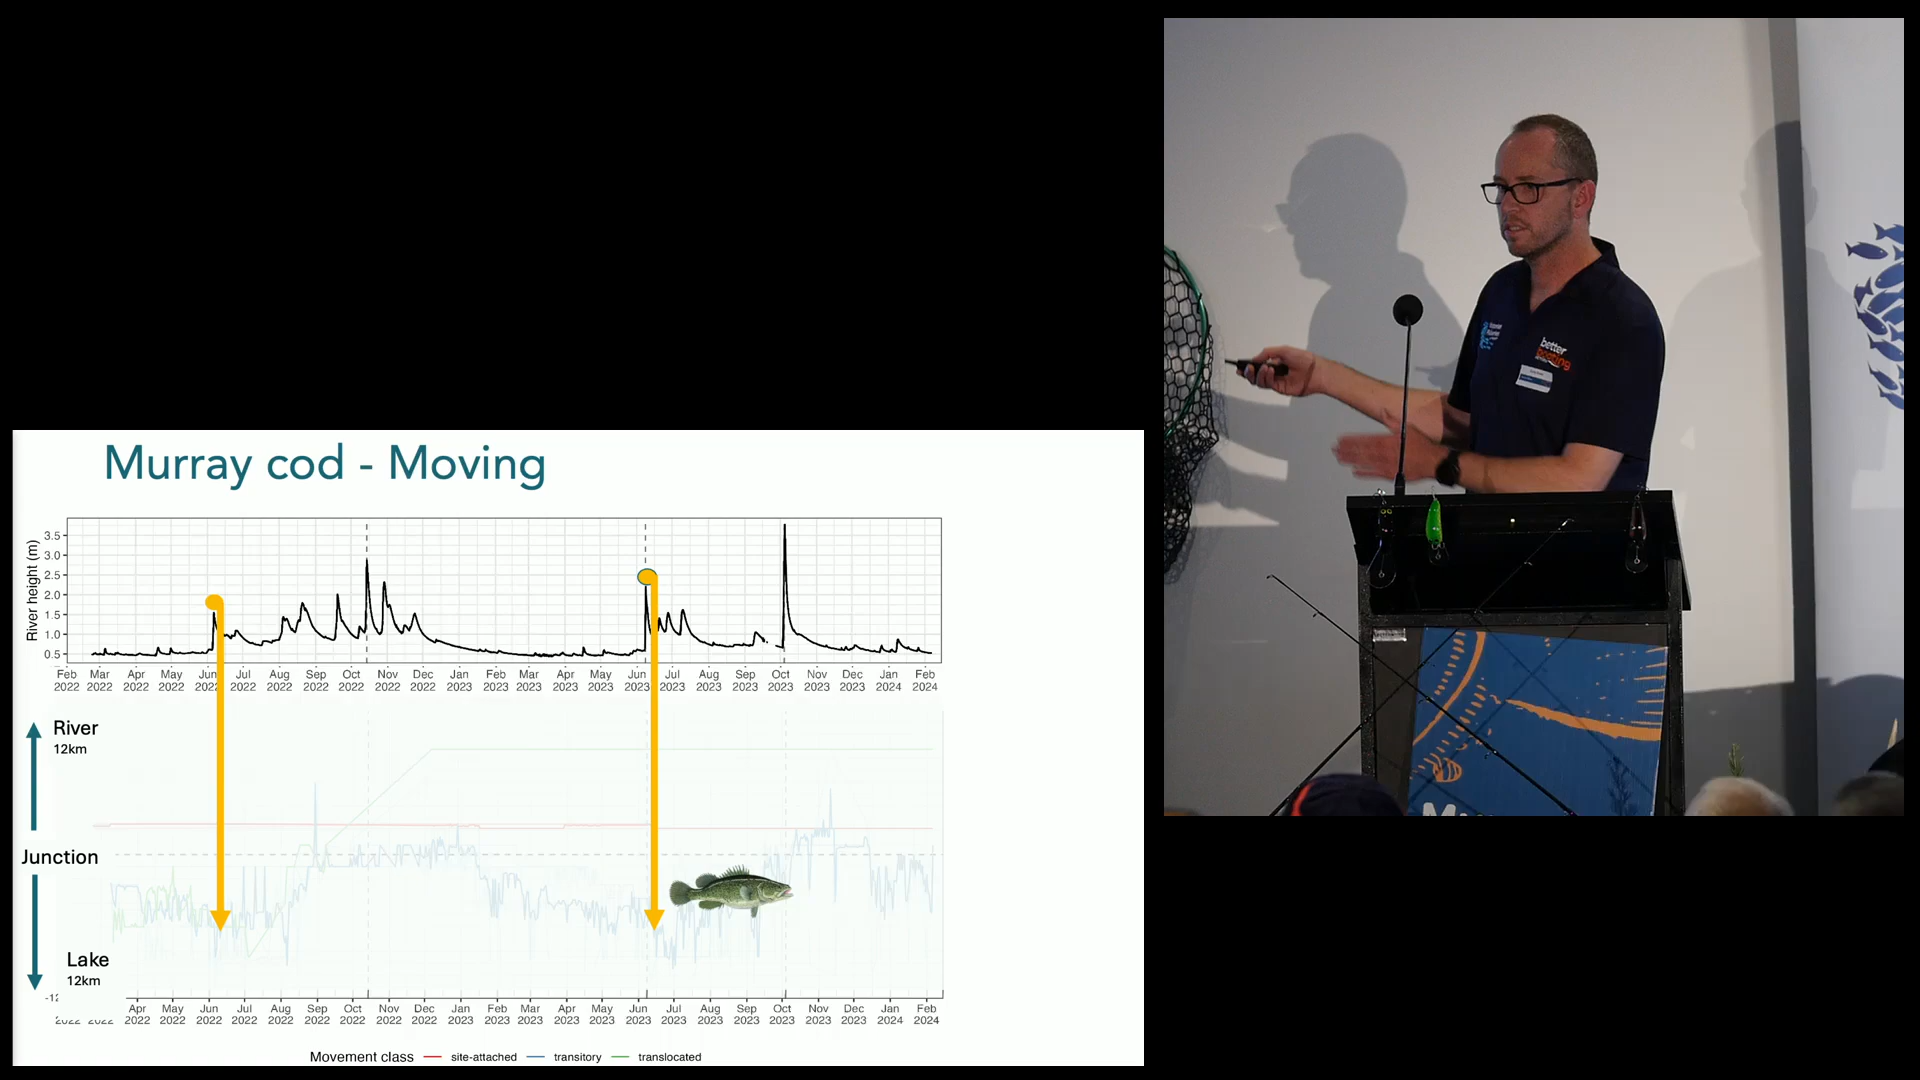 Murray cod - Moving
River height (m)
3.5
3.0
2.5
2.0
1.5
1.0
0.5
Feb Mar Apr May Jun Jul Aug Sep Oct Nov Dec Jan Feb Mar Apr May Jun Jul Aug Sep Oct Nov Dec Jan Feb
2022 2022 2022 2022 2022 2022 2022 2022 2022 2022 2022 2023 2023 2023 2023 2023 2023 2023 2023 2023 2023 2023 2023 2024 2024
River
12km
Junction
Lake
12km
Apr May Jun Jul Aug Sep Oct Nov Dec Jan Feb Mar Apr May Jun Jul Aug Sep Oct Nov Dec Jan Feb
2022 2022 2022 2022 2022 2022 2022 2022 2022 2023 2023 2023 2023 2023 2023 2023 2023 2023 2023 2023 2023 2024 2024
Movement class site-attached transitory translocated
better
boating